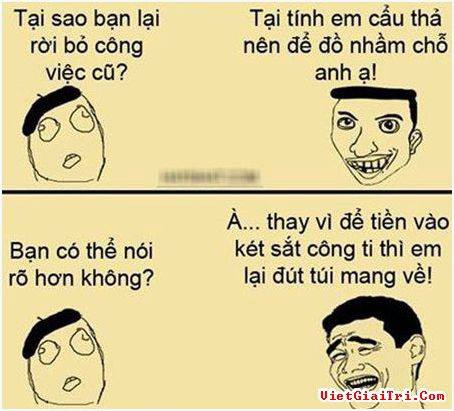 Tại sao bạn lại
rời bỏ công
việc cũ?
Tại tính em cẩu thả
nên để đồ nhầm chỗ
anh ạ!
Bạn có thể nói
rõ hơn không?
À... thay vì để tiền vào
két sắt công ti thì em
lại đút túi mang về!
VietGiaiTri.Com